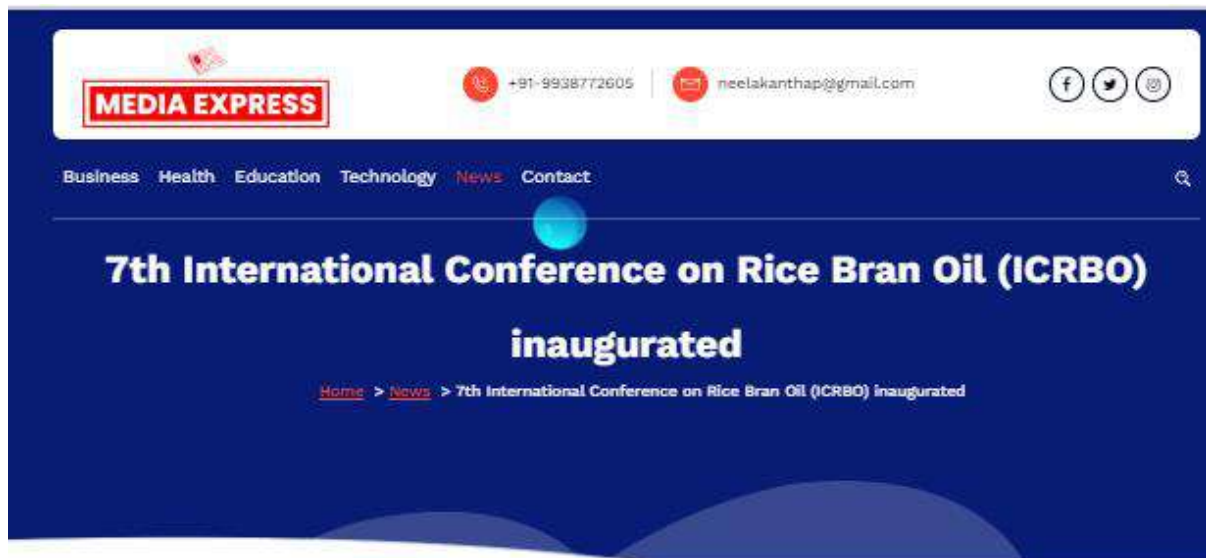 MEDIA EXPRESS
+91-9938772605
neelakanthap@gmail.com
Business Health Education Technology News Contact
7th International Conference on Rice Bran Oil (ICRBO)
inaugurated
Home > News > 7th International Conference on Rice Bran Oil (ICRBO) inaugurated